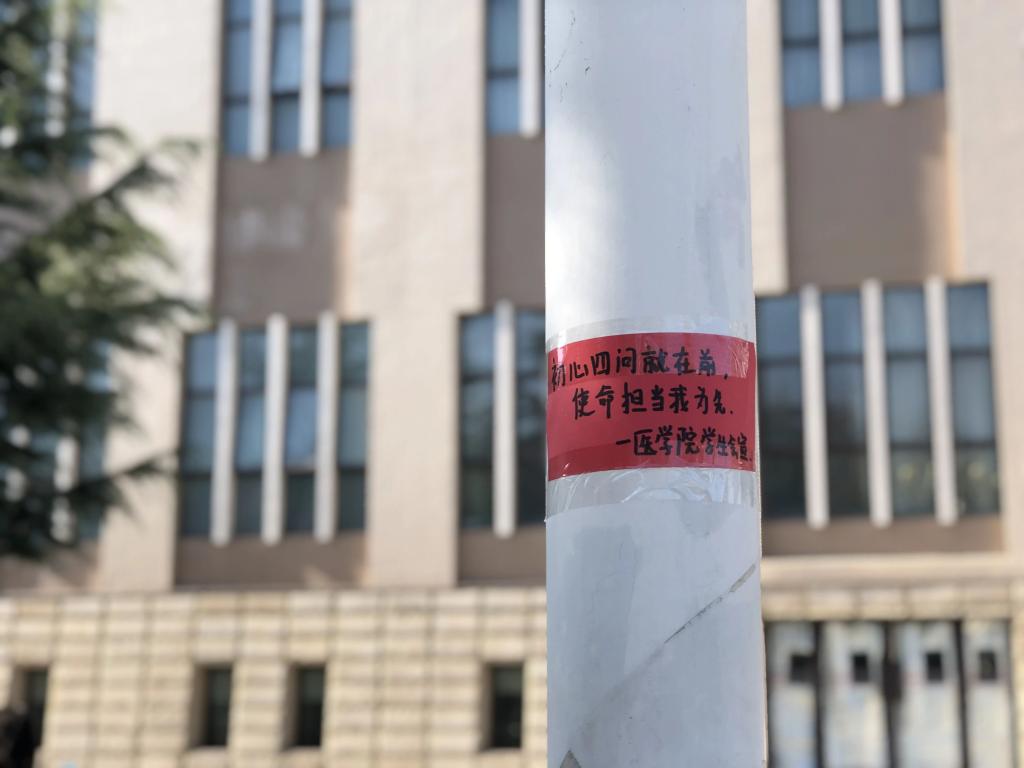 初心四问就在前,
使命担当我为先.
一医学院学生会宣